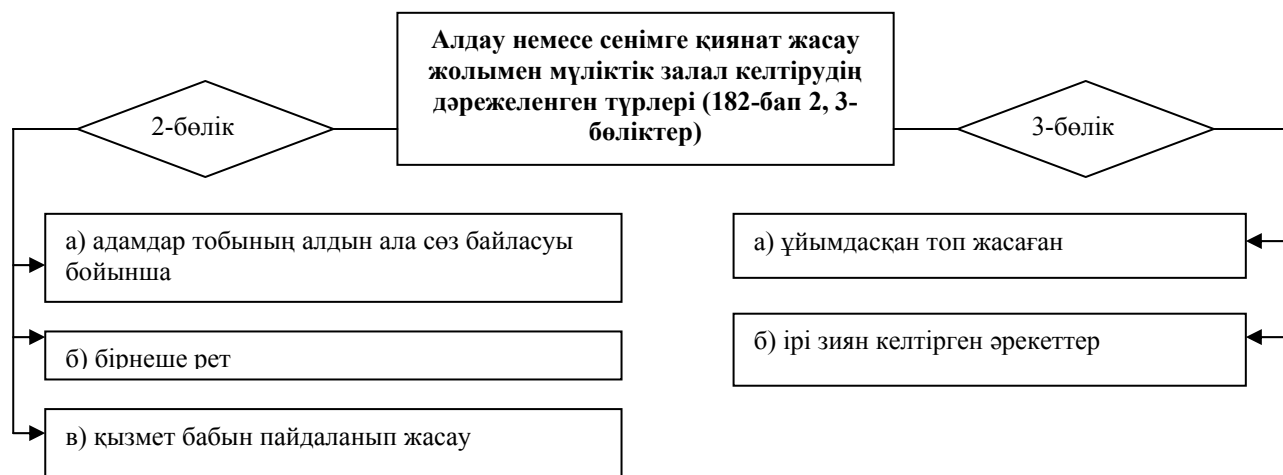 Алдау немесе сенімге қиянат жасау
жолымен мүліктік залал келтірудің
дәрежеленген түрлері (182-бап 2, 3-
бөліктер)
2-бөлік
3-бөлік
а) адамдар тобының алдын ала сөз байласуы
бойынша
б) бірнеше рет
в) қызмет бабын пайдаланып жасау
а) ұйымдасқан топ жасаған
б) ірі зиян келтірген әрекеттер